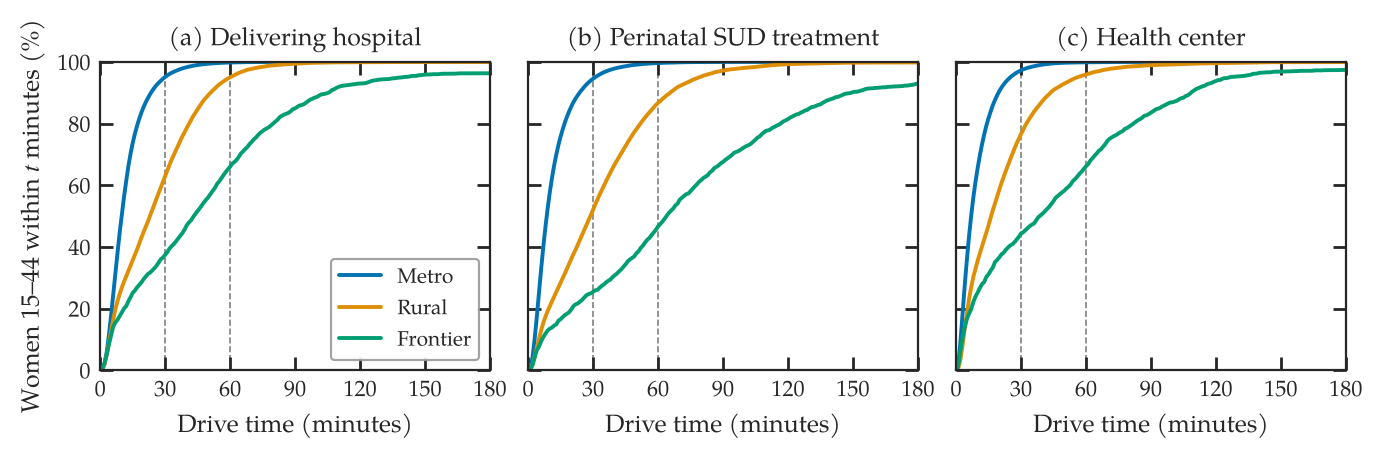 (a) Delivering hospital
(b) Perinatal SUD treatment
(c) Health center
Women 15–44 within t minutes (%)
100
80
60
40
20
0
Metro
Rural
Frontier
0 30 60 90 120 150 180
0 30 60 90 120 150 180
0 30 60 90 120 150 180
Drive time (minutes)
Drive time (minutes)
Drive time (minutes)